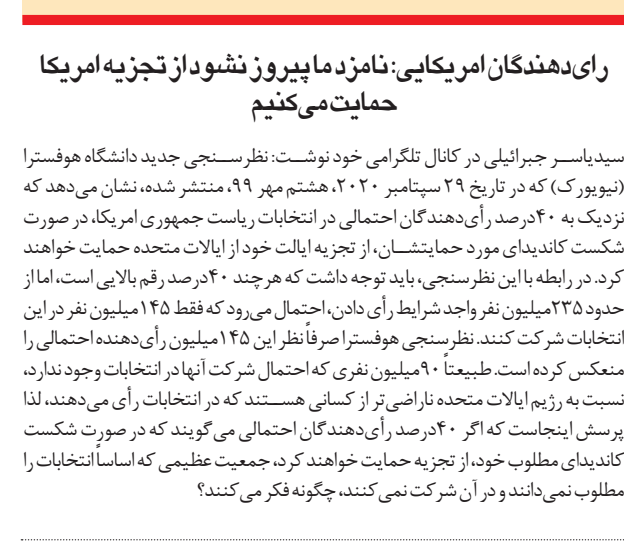 رای‌دهندگان امریکایی: نامزد ما پیروز نشود از تجزیه امریکا
حمایت می‌کنیم
سیدیاسر جبرائیلی در کانال تلگرامی خود نوشت: نظرسنجی جدید دانشگاه هوفسترا
(نیویورک) که در تاریخ ۲۹ سپتامبر ۲۰۲۰، هشتم مهر ۹۹، منتشر شده، نشان می‌دهد که
نزدیک به ۴۰درصد رأی‌دهندگان احتمالی در انتخابات ریاست جمهوری امریکا، در صورت
شکست کاندیدای مورد حمایتشان، از تجزیه ایالت خود از ایالات متحده حمایت خواهند
کرد. در رابطه با این نظرسنجی، باید توجه داشت که هرچند ۴۰درصد رقم بالایی است، اما از
حدود ۲۳۵میلیون نفر واجد شرایط رأی دادن، احتمال می‌رود که فقط ۱۴۵میلیون نفر در این
انتخابات شرکت کنند. نظرسنجی هوفسترا صرفاً نظر این ۱۴۵میلیون رأی‌دهنده احتمالی را
منعکس کرده است. طبیعتاً ۹۰میلیون نفری که احتمال شرکت آنها در انتخابات وجود ندارد،
نسبت به رژیم ایالات متحده ناراضی‌تر از کسانی هستند که در انتخابات رأی می‌دهند، لذا
پرسش اینجاست که اگر ۴۰درصد رأی‌دهندگان احتمالی می‌گویند که در صورت شکست
کاندیدای مطلوب خود، از تجزیه حمایت خواهند کرد، جمعیت عظیمی که اساساً انتخابات را
مطلوب نمی‌دانند و در آن شرکت نمی‌کنند، چگونه فکر می‌کنند؟